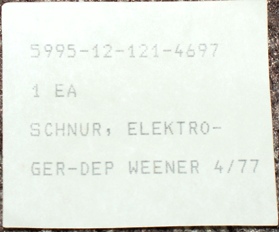 5995-12-121-4697
1 EA
SCHNUR, ELEKTRO-
GER-DEP WEENER 4/77